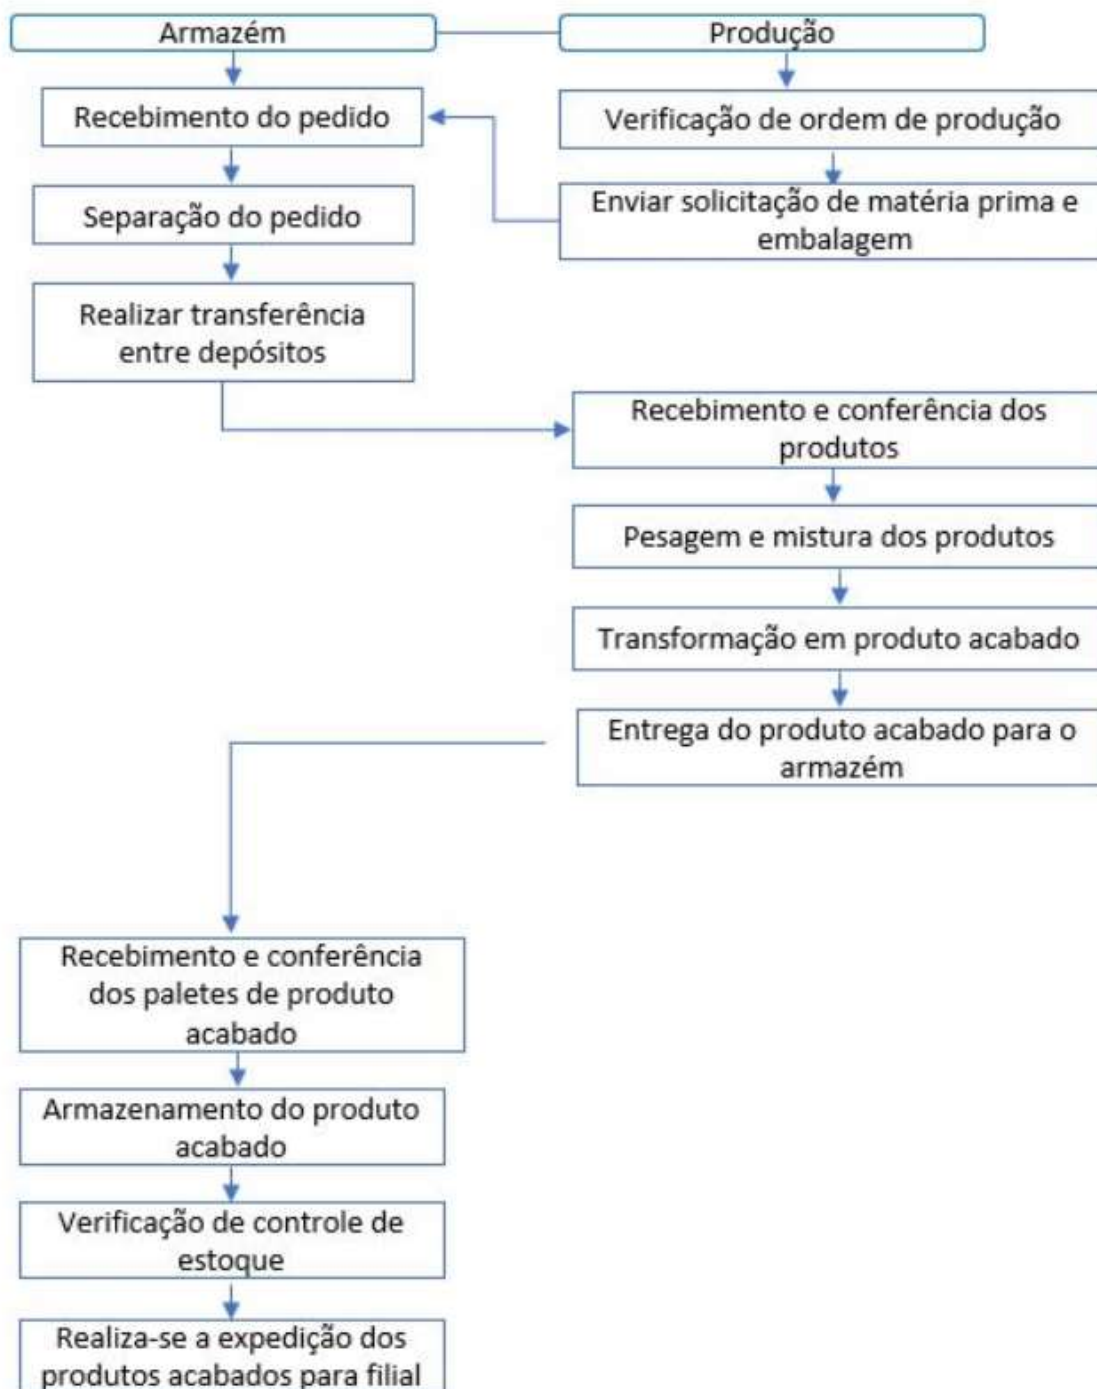 Armazém
Produção
Recebimento do pedido
Verificação de ordem de produção
Separação do pedido
Enviar solicitação de matéria prima e
embalagem
Realizar transferência
entre depósitos
Recebimento e conferência dos
produtos
Pesagem e mistura dos produtos
Transformação em produto acabado
Entrega do produto acabado para o
armazém
Recebimento e conferência
dos paletes de produto
acabado
Armazenamento do produto
acabado
Verificação de controle de
estoque
Realiza-se a expedição dos
produtos acabados para filial